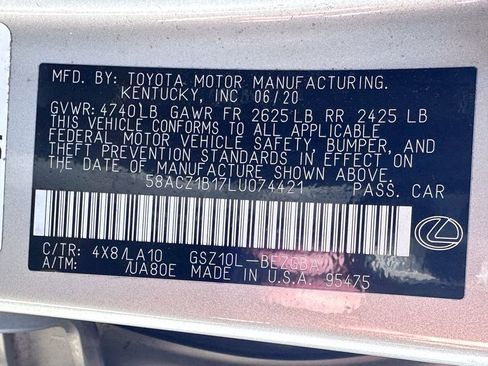 MFD. BY: TOYOTA MOTOR MANUFACTURING.
KENTUCKY, INC 06/20
GVWR: 4740LB GAWR FR 2625LB RR 2425 LB
THIS VEHICLE CONFORMS TO ALL APPLICABLE
FEDERAL MOTOR VEHICLE SAFETY, BUMPER, AND
THEFT PREVENTION STANDARDS IN EFFECT ON
THE DATE OF MANUFACTURE SHOWN ABOVE.
58ACZ1B17LU074421 PASS. CAR
C/TR: 4X8/LA10 GSZ10L-BEZGBA
A/TM: /UA80E MADE IN U.S.A. 95475